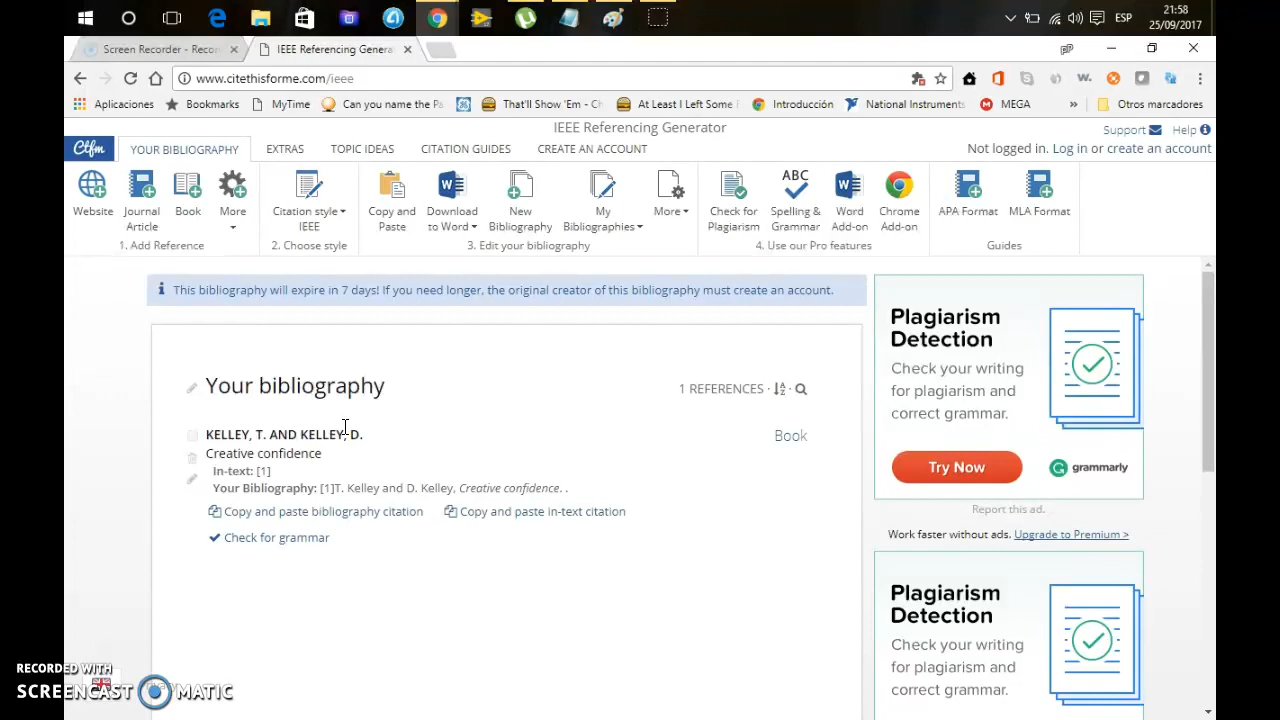 21:58
ESP
25/09/2017
Screen Recorder - Recor
IEEE Referencing Genera
www.citethisforme.com/ieee
Aplicaciones
Bookmarks
MyTime
Can you name the Pa
That'll Show 'Em - Ch
At Least I Left Some
Introducción
National Instruments
MEGA
»
Otros marcadores
IEEE Referencing Generator
Support
Help
Ctfm
YOUR BIBLIOGRAPHY
EXTRAS
TOPIC IDEAS
CITATION GUIDES
CREATE AN ACCOUNT
Not logged in. Log in or create an account
Website
Journal
Article
Book
More
1. Add Reference
Citation style
IEEE
2. Choose style
Copy and
Paste
Download
to Word
New
Bibliography
My
Bibliographies
More
3. Edit your bibliography
Check for
Plagiarism
ABC
Spelling &
Grammar
Word
Add-on
Chrome
Add-on
4. Use our Pro features
APA Format
MLA Format
Guides
This bibliography will expire in 7 days! If you need longer, the original creator of this bibliography must create an account.
Your bibliography
1 REFERENCES ·
KELLEY, T. AND KELLEY, D.
Book
Creative confidence
In-text: [1]
Your Bibliography: [1]T. Kelley and D. Kelley, Creative confidence. .
Copy and paste bibliography citation
Copy and paste in-text citation
Check for grammar
Plagiarism
Detection
Check your writing
for plagiarism and
correct grammar.
Try Now
grammarly
Report this ad.
Work faster without ads. Upgrade to Premium >
Plagiarism
Detection
Check your writing
for plagiarism and
correct grammar.
RECORDED WITH
SCREENCAST MATIC